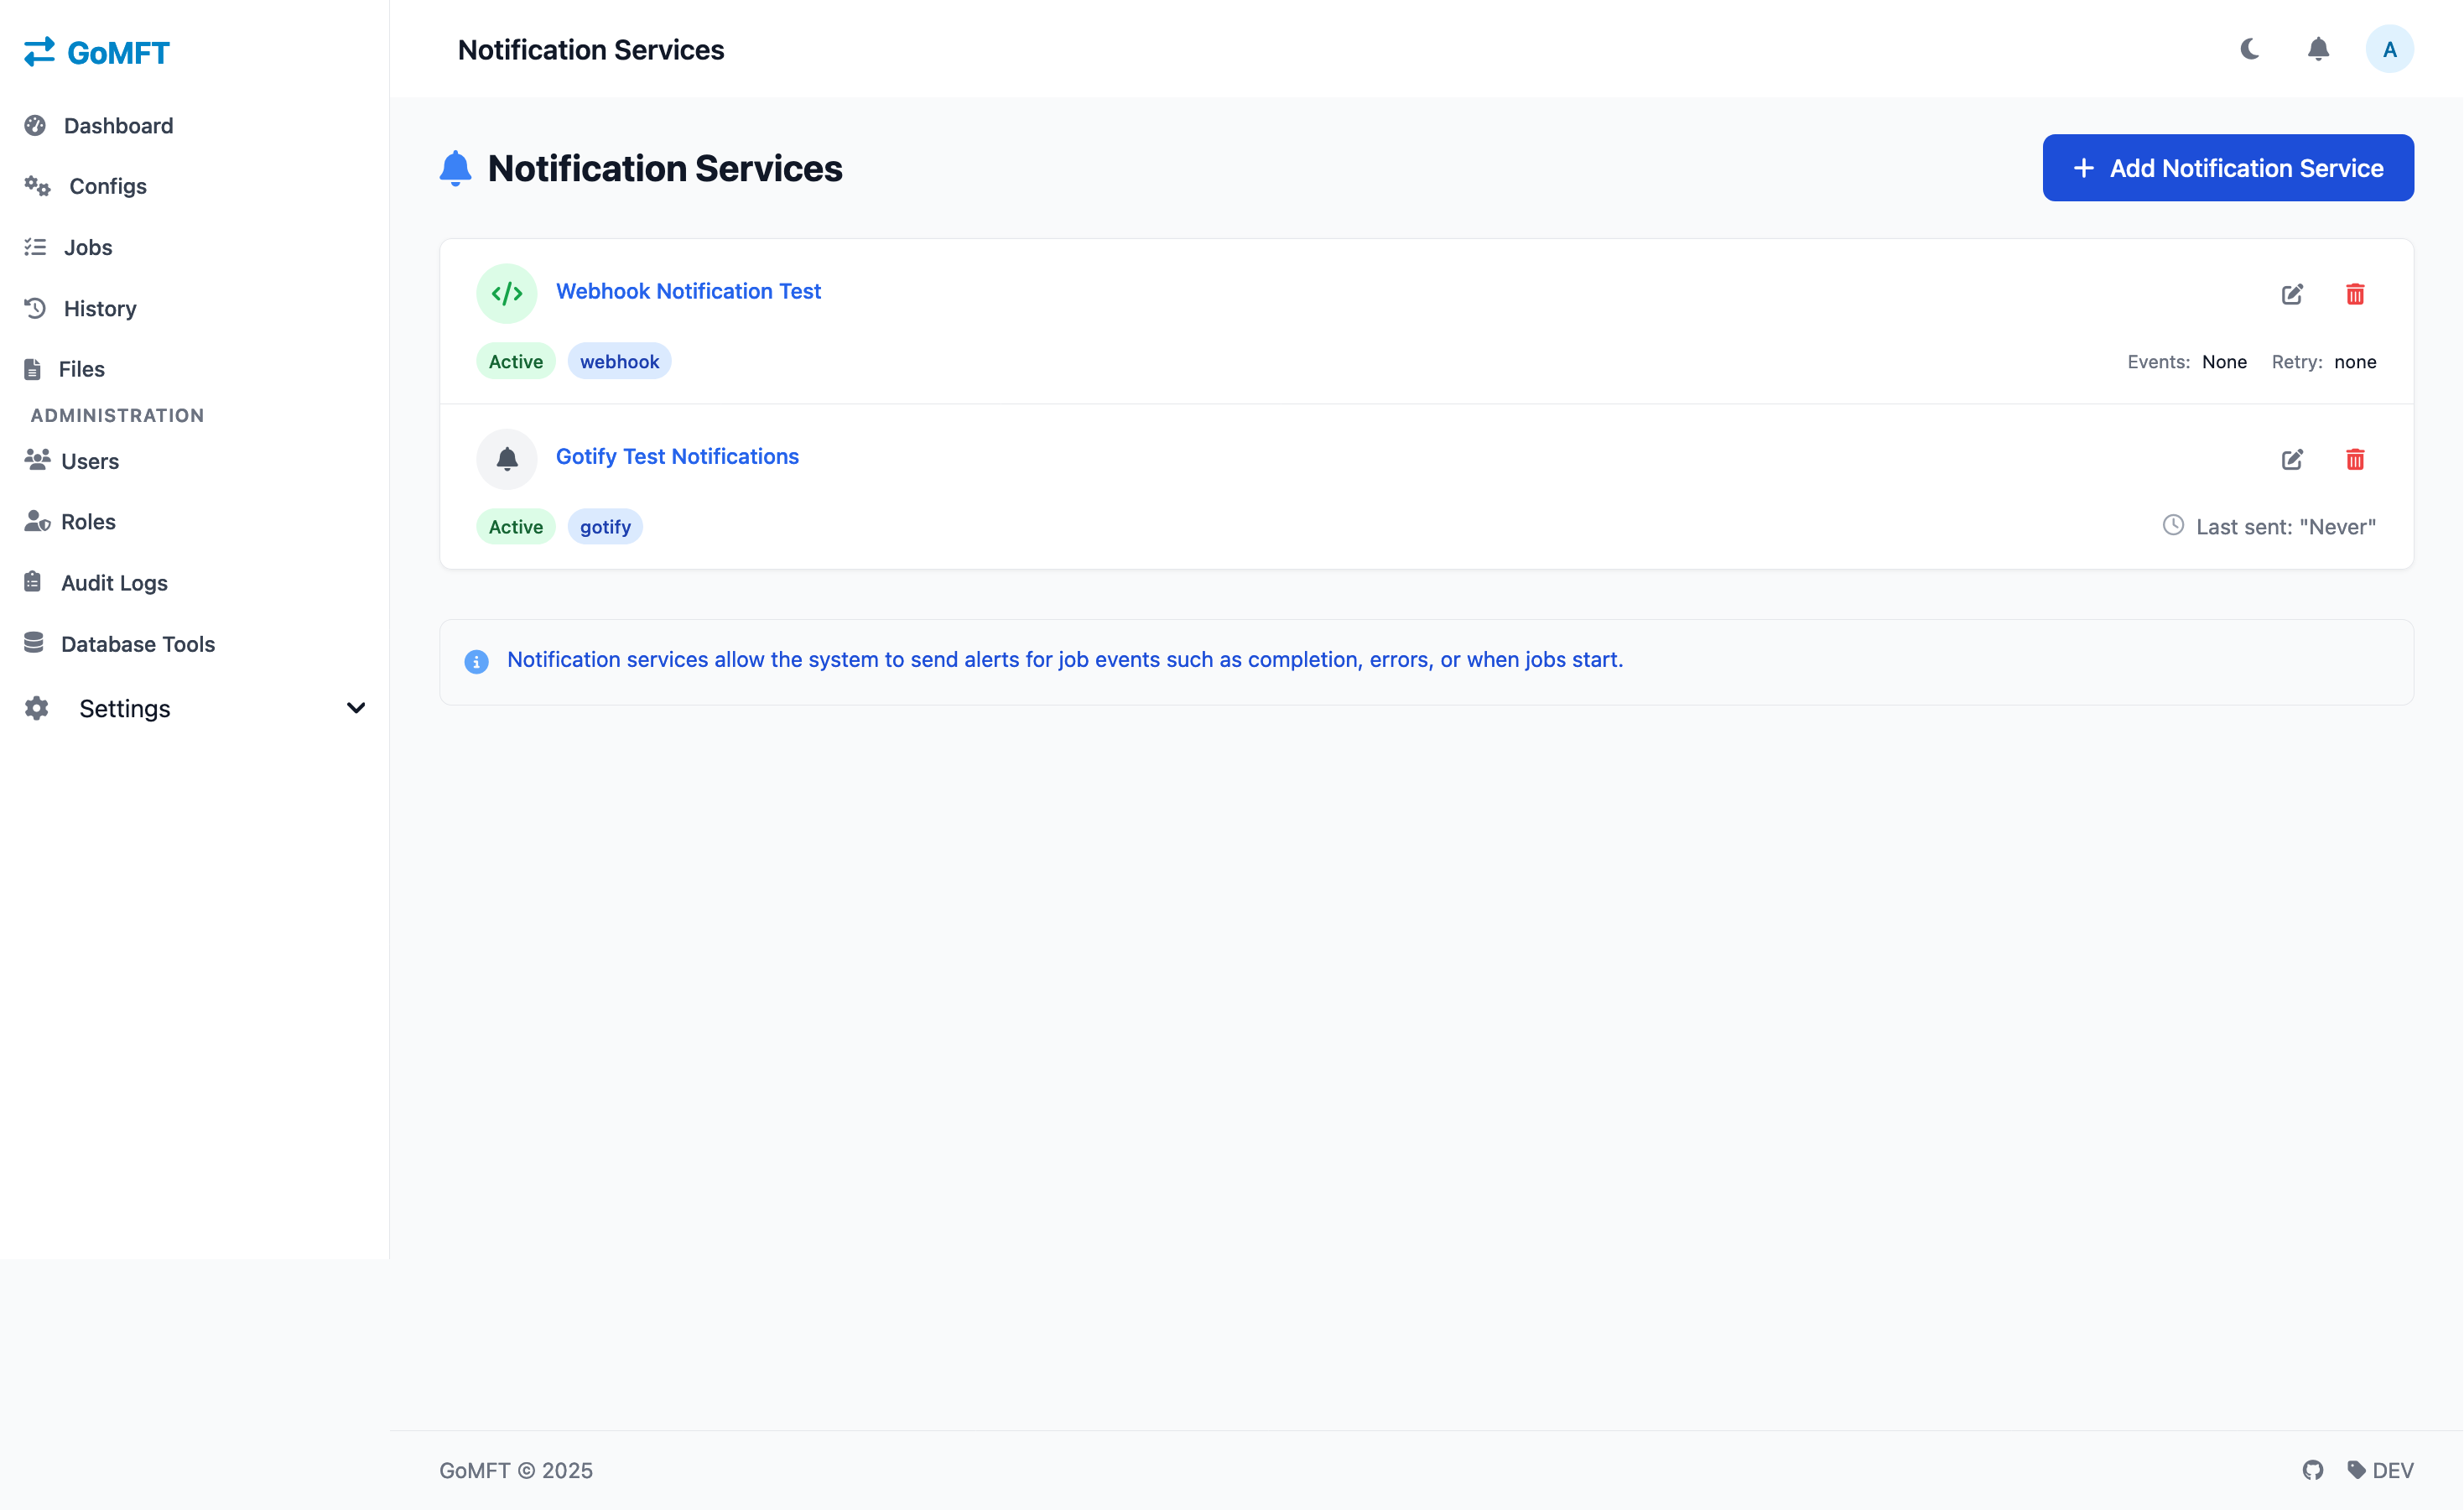 GoMFT
Notification Services
A
Dashboard
Configs
Jobs
History
Files
ADMINISTRATION
Users
Roles
Audit Logs
Database Tools
Settings
Notification Services
Add Notification Service
Webhook Notification Test
Active webhook
Events: None Retry: none
Gotify Test Notifications
Active gotify
Last sent: "Never"
Notification services allow the system to send alerts for job events such as completion, errors, or when jobs start.
GoMFT © 2025
DEV